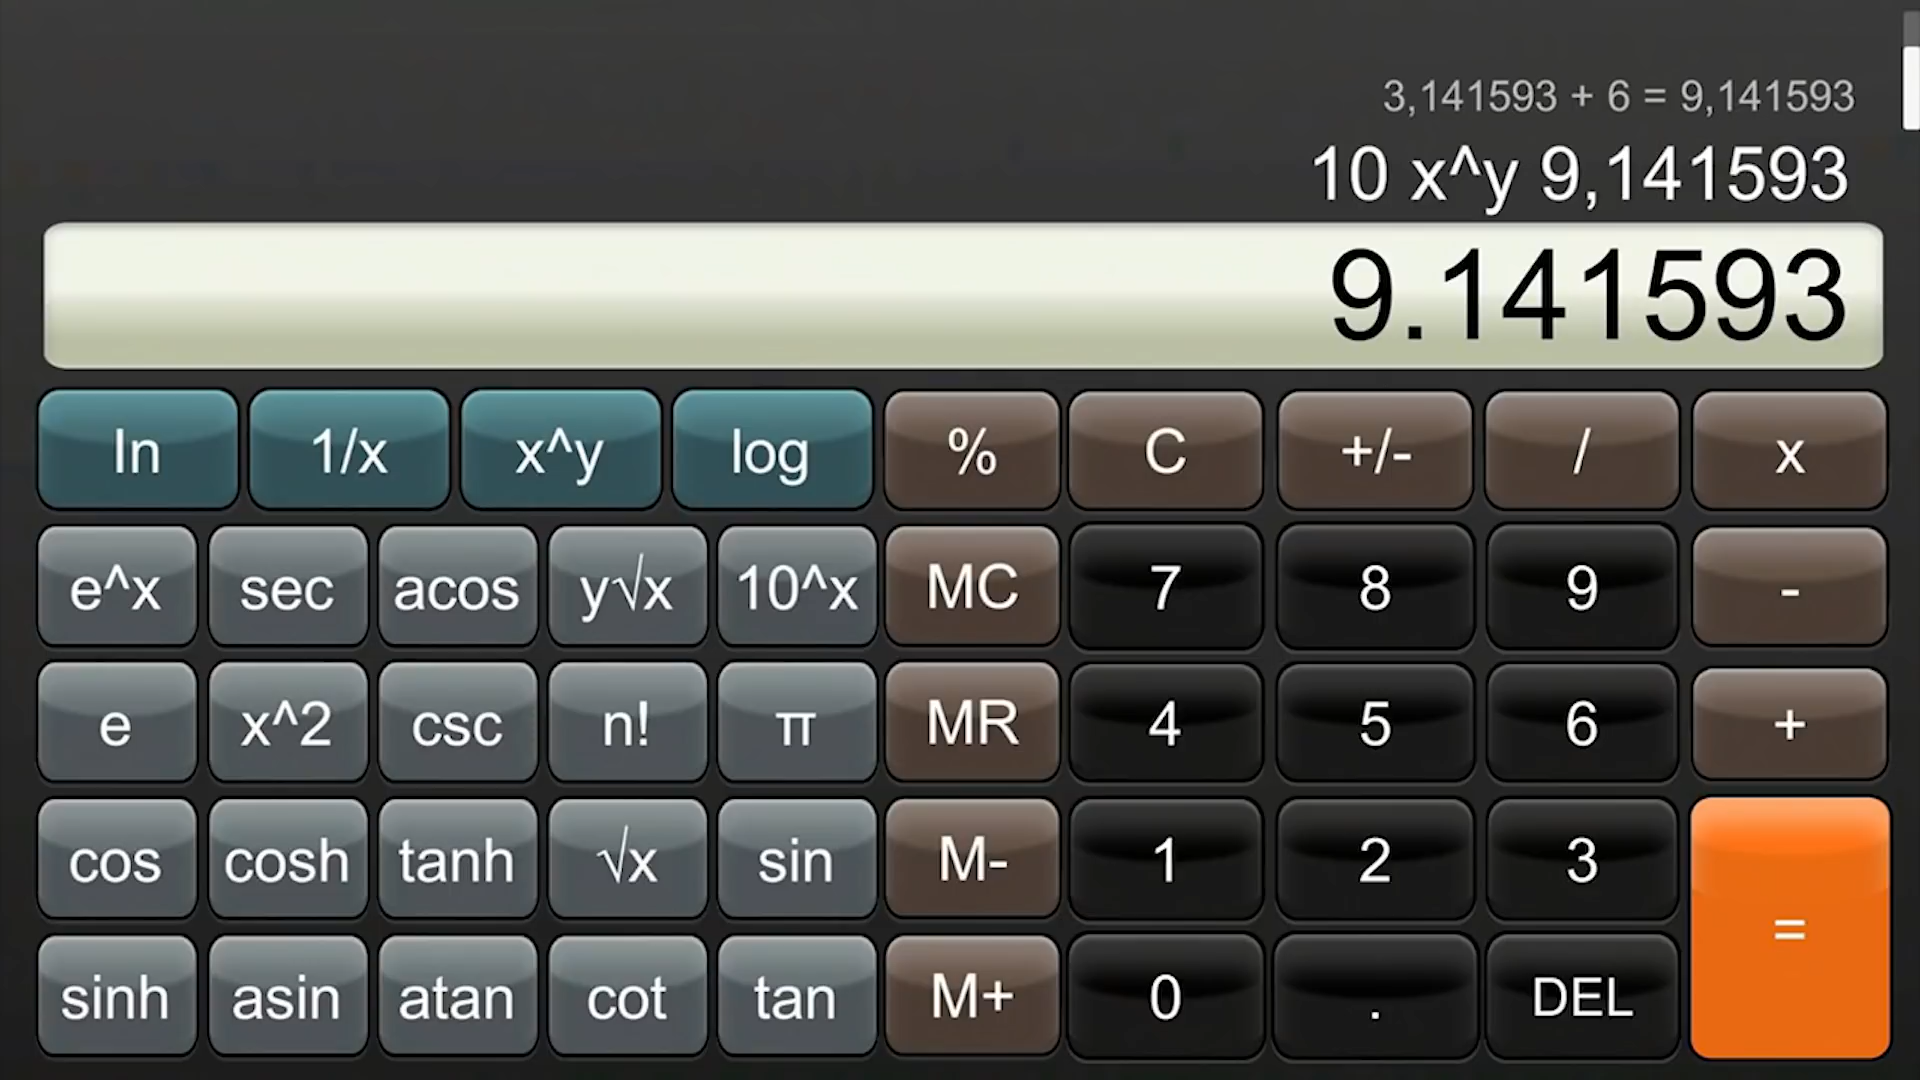 3,141593 + 6 = 9,141593
10 x^y 9,141593
9.141593
ln 1/x x^y log % C +/- / x
e^x sec acos y√x 10^x MC 7 8 9 -
e x^2 csc n! π MR 4 5 6 +
cos cosh tanh √x sin M- 1 2 3 =
sinh asin atan cot tan M+ 0 . DEL